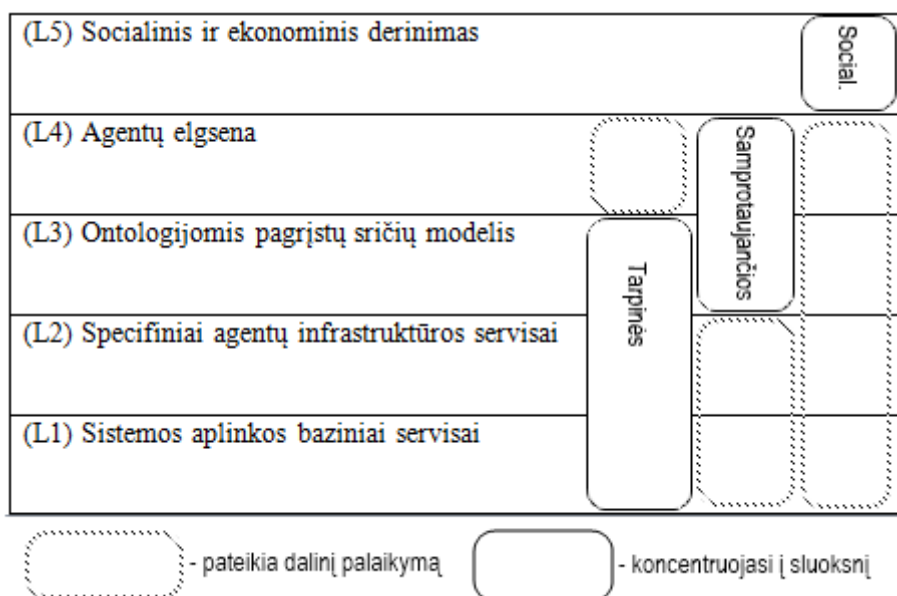 (L5) Socialinis ir ekonominis derinimas
Social.
(L4) Agentų elgsena
Samprotaujančios
(L3) Ontologijomis pagrįstų sričių modelis
Tarpinės
(L2) Specifiniai agentų infrastruktūros servisai
(L1) Sistemos aplinkos baziniai servisai
- pateikia dalinį palaikymą
- koncentruojasi į sluoksnį